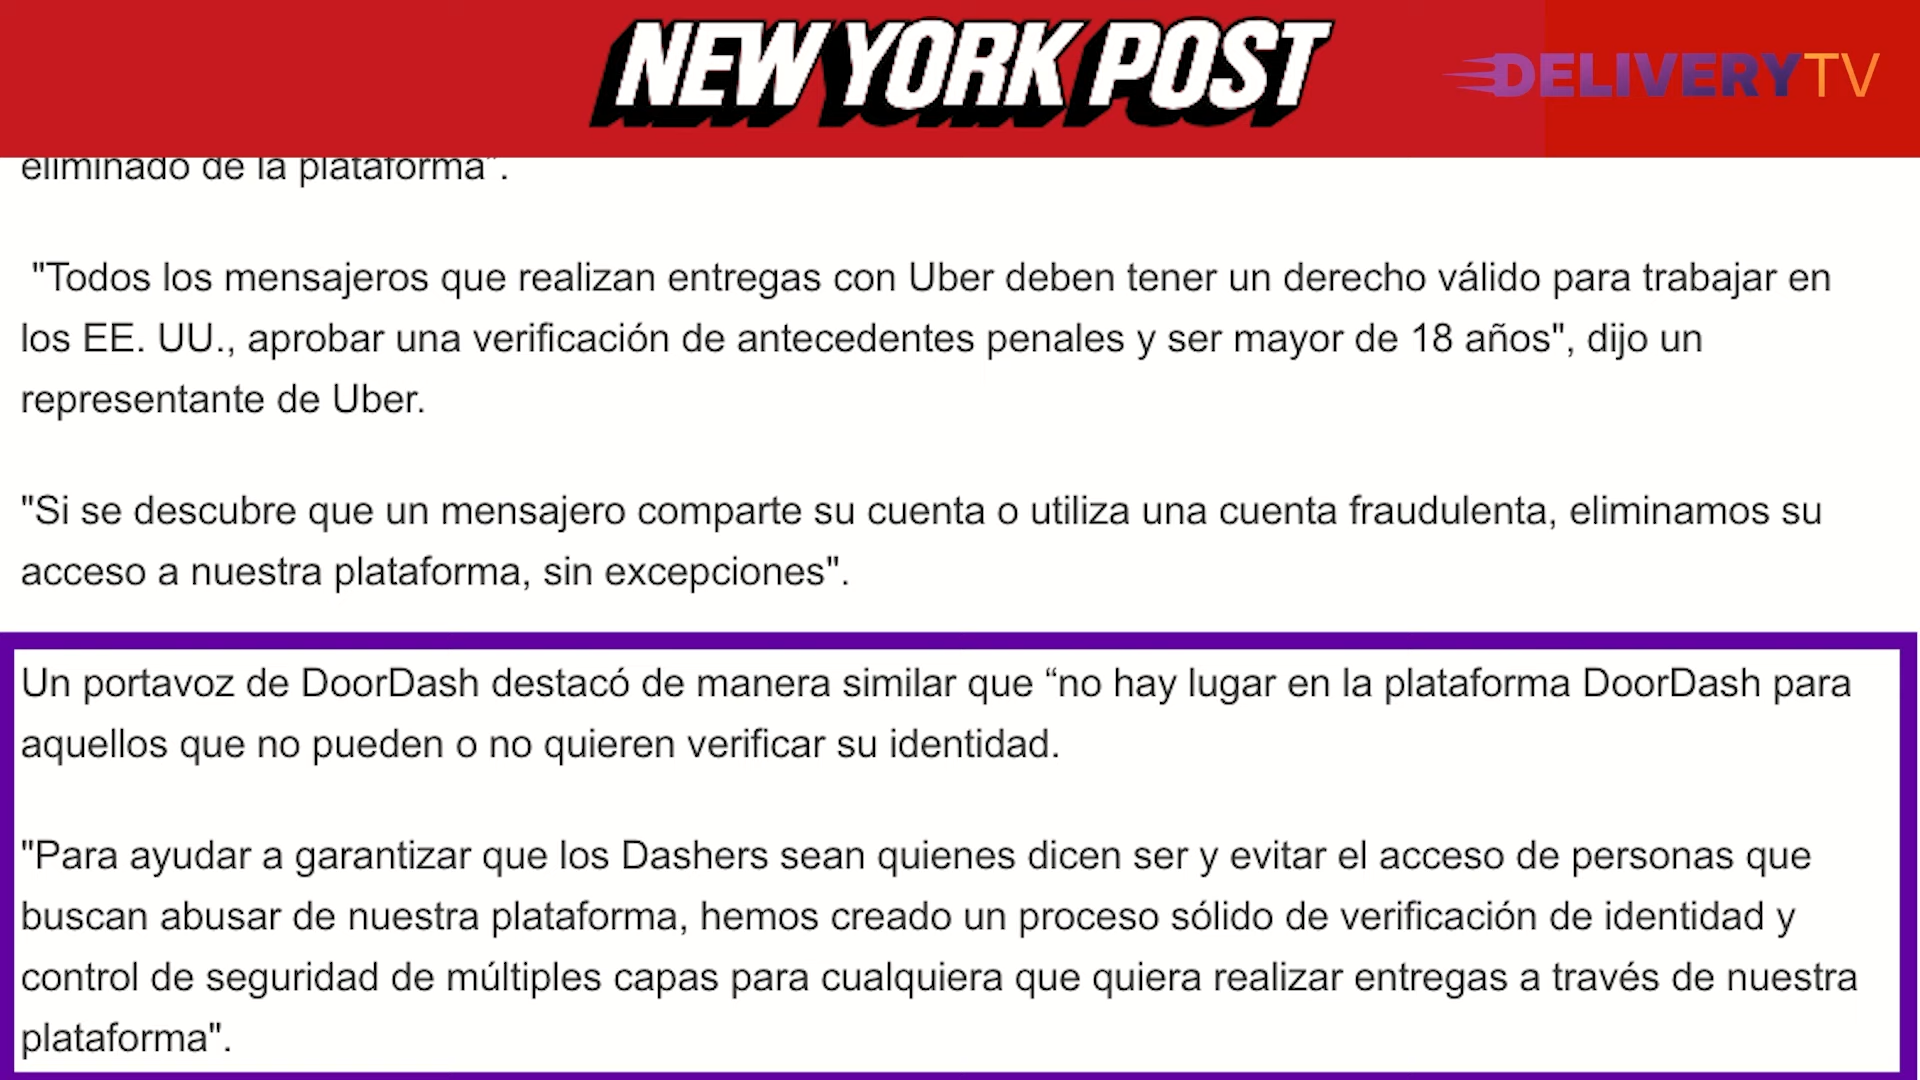 NEW YORK POST
DELIVERYTV
eliminado de la plataforma".
"Todos los mensajeros que realizan entregas con Uber deben tener un derecho válido para trabajar en
los EE. UU., aprobar una verificación de antecedentes penales y ser mayor de 18 años", dijo un
representante de Uber.
"Si se descubre que un mensajero comparte su cuenta o utiliza una cuenta fraudulenta, eliminamos su
acceso a nuestra plataforma, sin excepciones".
Un portavoz de DoorDash destacó de manera similar que “no hay lugar en la plataforma DoorDash para
aquellos que no pueden o no quieren verificar su identidad.
"Para ayudar a garantizar que los Dashers sean quienes dicen ser y evitar el acceso de personas que
buscan abusar de nuestra plataforma, hemos creado un proceso sólido de verificación de identidad y
control de seguridad de múltiples capas para cualquiera que quiera realizar entregas a través de nuestra
plataforma".